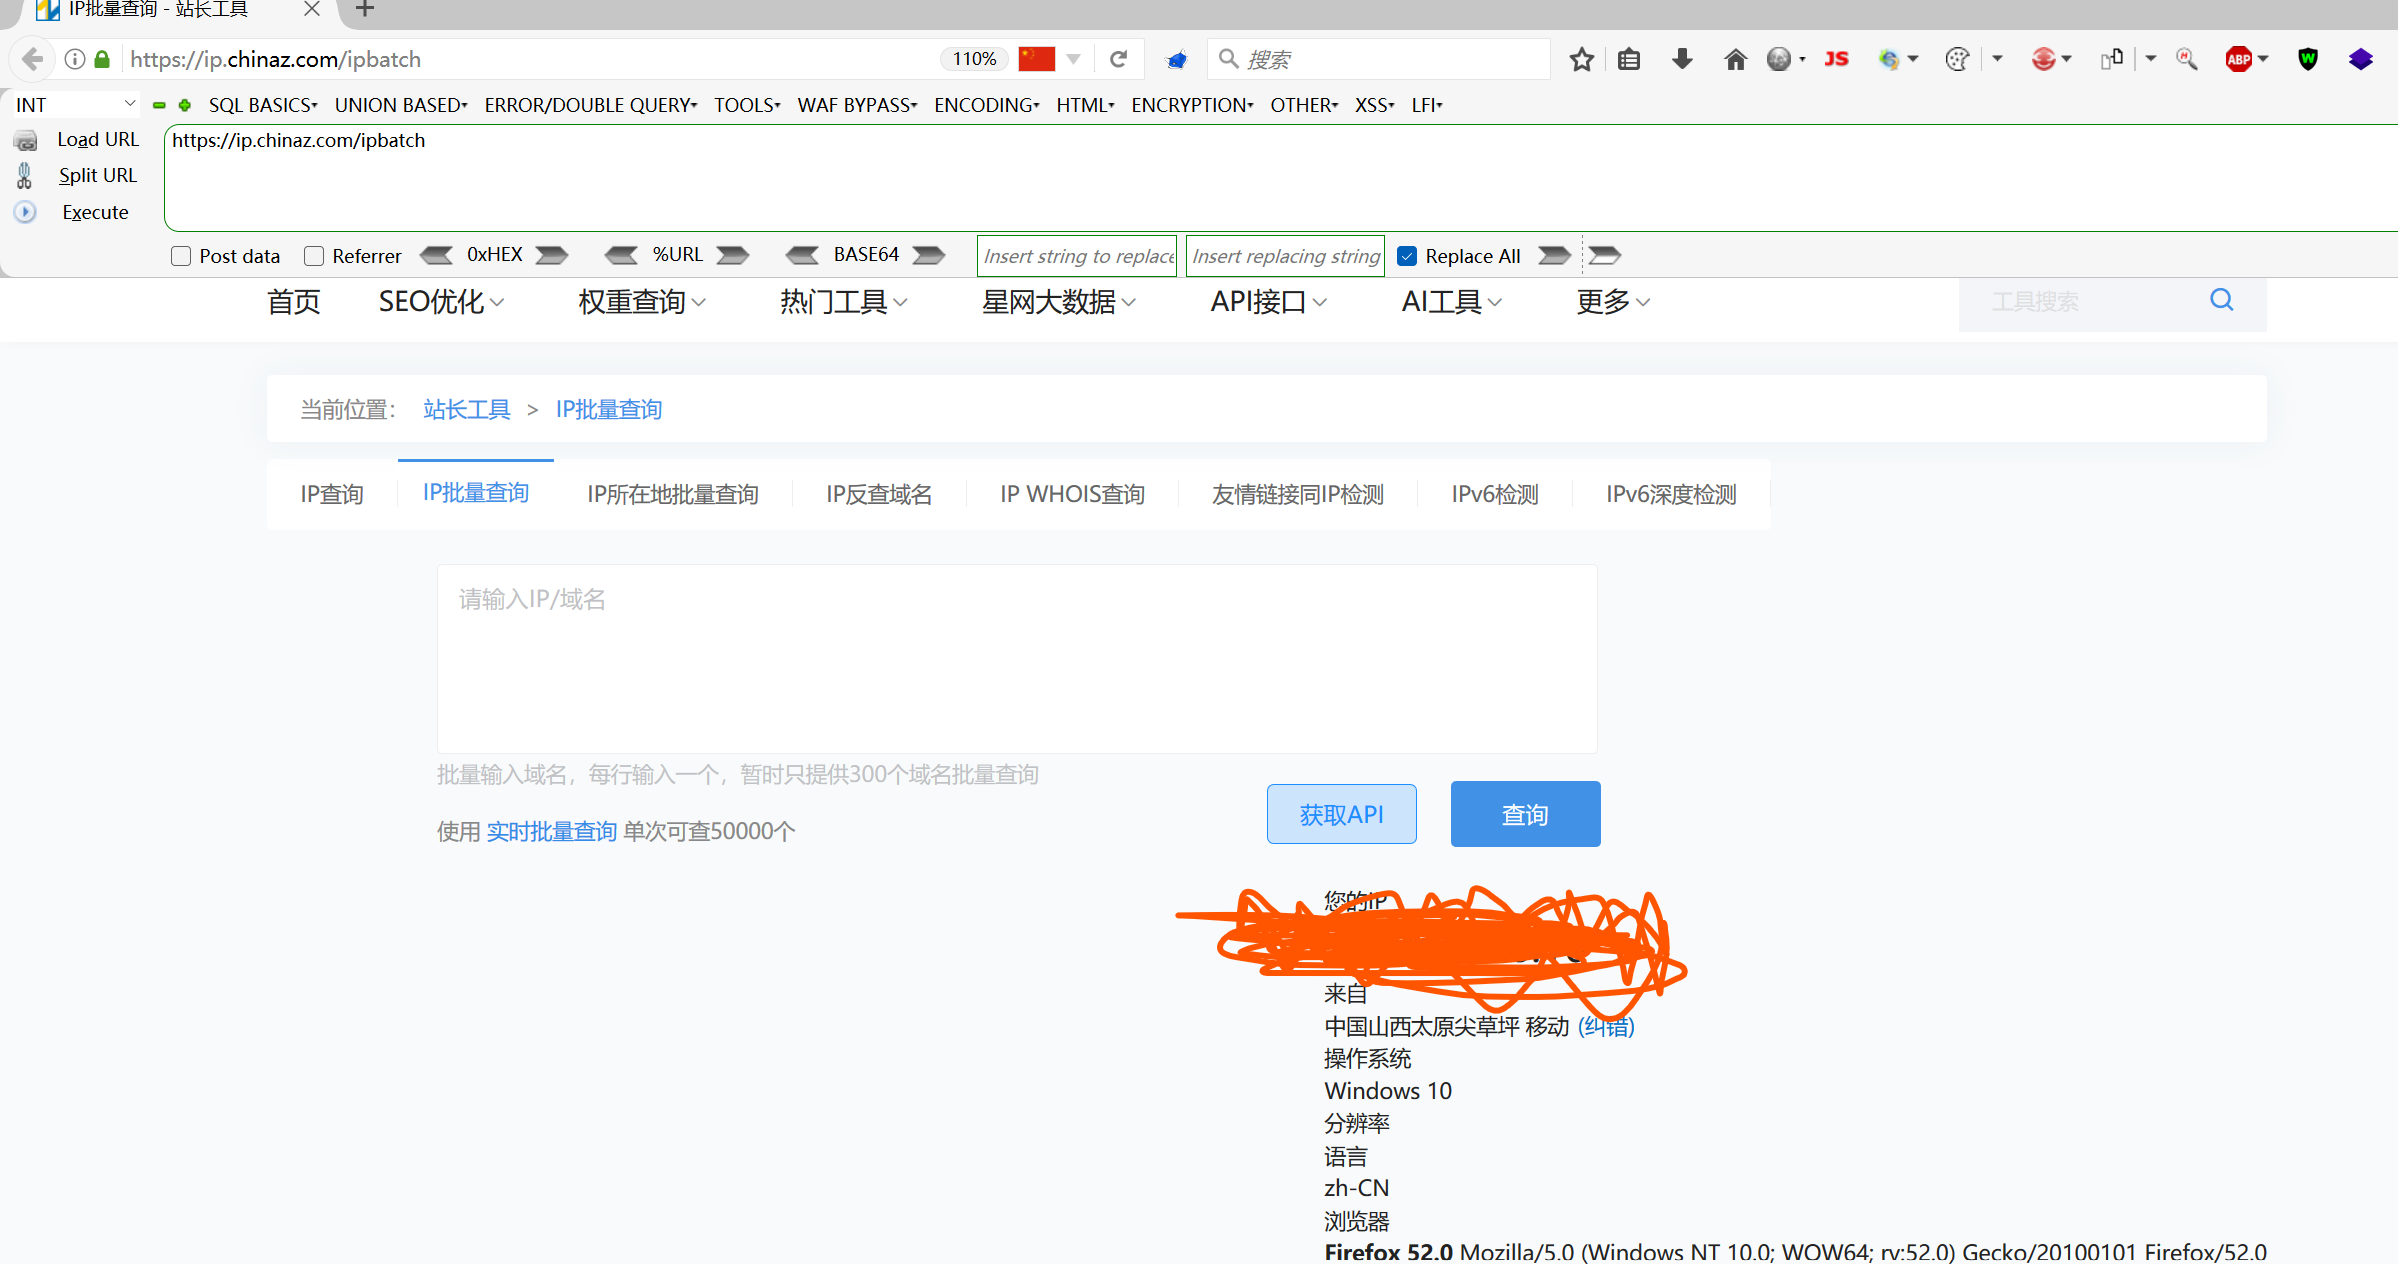 IP批量查询 - 站长工具
https://ip.chinaz.com/ipbatch 110% 搜索 JS ABP W
INT SQL BASICS UNION BASED ERROR/DOUBLE QUERY TOOLS WAF BYPASS ENCODING HTML ENCRYPTION OTHER XSS LFI
Load URL https://ip.chinaz.com/ipbatch
Split URL
Execute
Post data Referrer 0xHEX %URL BASE64 Insert string to replace Insert replacing string Replace All
首页 SEO优化 权重查询 热门工具 星网大数据 API接口 AI工具 更多 工具搜索
当前位置： 站长工具 > IP批量查询
IP查询 IP批量查询 IP所在地批量查询 IP反查域名 IP WHOIS查询 友情链接同IP检测 IPv6检测 IPv6深度检测
请输入IP/域名
批量输入域名，每行输入一个，暂时只提供300个域名批量查询
获取API 查询
使用 实时批量查询 单次可查50000个
您的IP
来自
中国山西太原尖草坪 移动 (纠错)
操作系统
Windows 10
分辨率
语言
zh-CN
浏览器
Firefox 52.0 Mozilla/5.0 (Windows NT 10.0; WOW64; rv:52.0) Gecko/20100101 Firefox/52.0